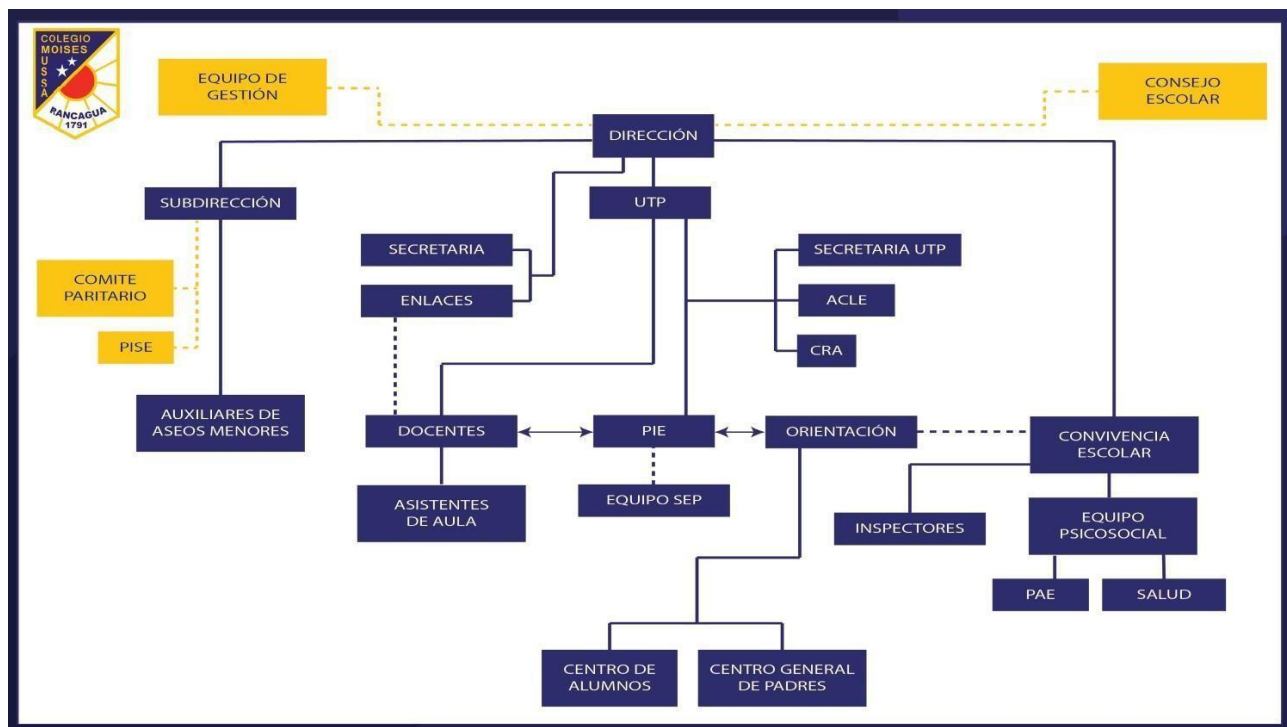 COLEGIO
MOISES
MUSSA
RANCAGUA
1791
EQUIPO DE
GESTIÓN
CONSEJO
ESCOLAR
DIRECCIÓN
SUBDIRECCIÓN
UTP
SECRETARIA
SECRETARIA UTP
COMITE
PARITARIO
ENLACES
ACLE
PISE
CRA
AUXILIARES DE
ASEOS MENORES
DOCENTES
PIE
ORIENTACIÓN
CONVIVENCIA
ESCOLAR
ASISTENTES
DE AULA
EQUIPO SEP
INSPECTORES
EQUIPO
PSICOSOCIAL
PAE
SALUD
CENTRO DE
ALUMNOS
CENTRO GENERAL
DE PADRES